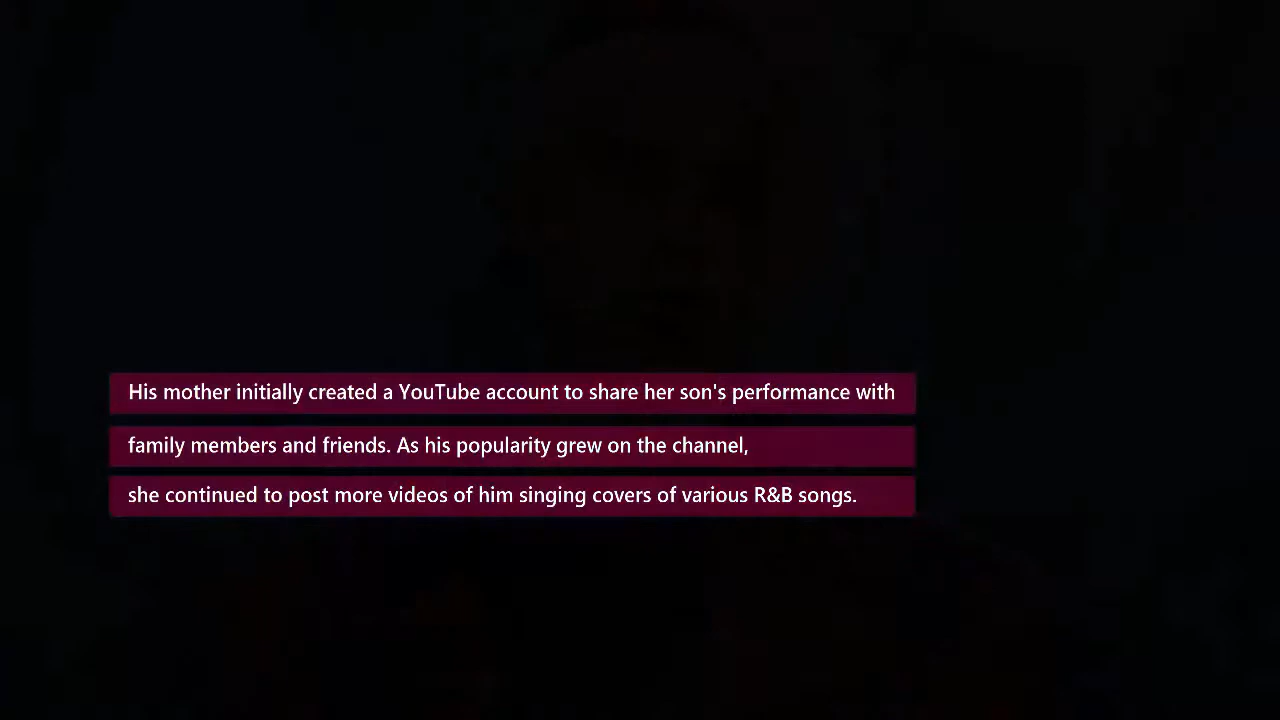 His mother initially created a YouTube account to share her son's performance with
family members and friends. As his popularity grew on the channel,
she continued to post more videos of him singing covers of various R&B songs.